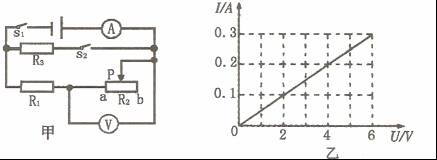 S₁ A
R₃ S₂
P
R₁ a R₂ b
V
甲
I/A
0.3
0.2
0.1
0 2 4 6 U/V
乙